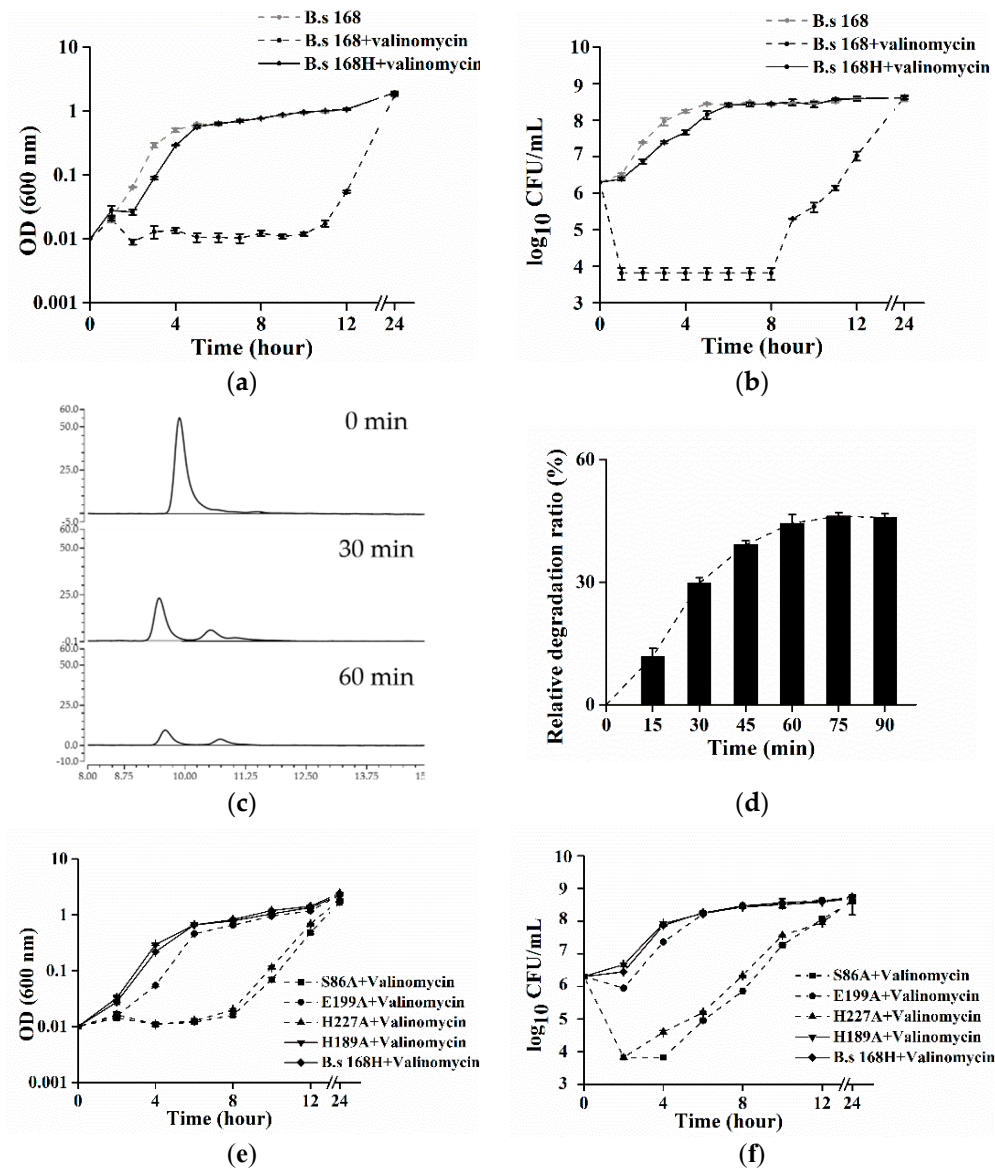 B.s 168
B.s 168+valinomycin
B.s 168H+valinomycin
10
1
0.1
0.01
0.001
OD (600 nm)
0
4
8
12
24
Time (hour)
(a)
B.s 168
B.s 168+valinomycin
B.s 168H+valinomycin
10
9
8
7
6
5
4
3
log10 CFU/mL
0
4
8
12
24
Time (hour)
(b)
60.0
50.0
25.0
-5.0
0 min
60.0
50.0
25.0
-0.1
30 min
60.0
50.0
25.0
0.0
-10.0
60 min
8.00
8.75
10.00
11.25
12.50
13.75
15
(c)
60
30
0
Relative degradation ratio (%)
0
15
30
45
60
75
90
Time (min)
(d)
10
1
0.1
0.01
0.001
OD (600 nm)
S86A+Valinomycin
E199A+Valinomycin
H227A+Valinomycin
H189A+Valinomycin
B.s 168H+Valinomycin
0
4
8
12
24
Time (hour)
(e)
10
9
8
7
6
5
4
3
log10 CFU/mL
S86A+Valinomycin
E199A+Valinomycin
H227A+Valinomycin
H189A+Valinomycin
B.s 168H+Valinomycin
0
4
8
12
24
Time (hour)
(f)